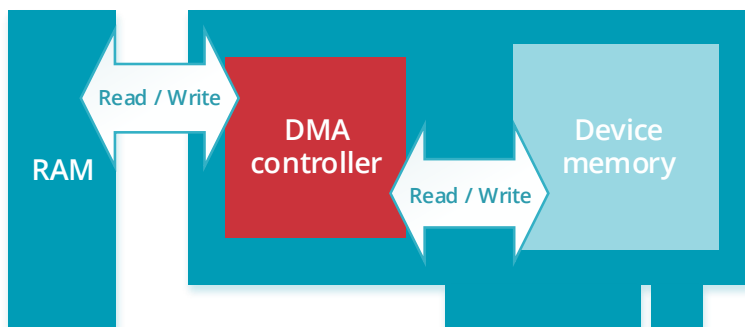 Read / Write
RAM
DMA
controller
Read / Write
Device
memory